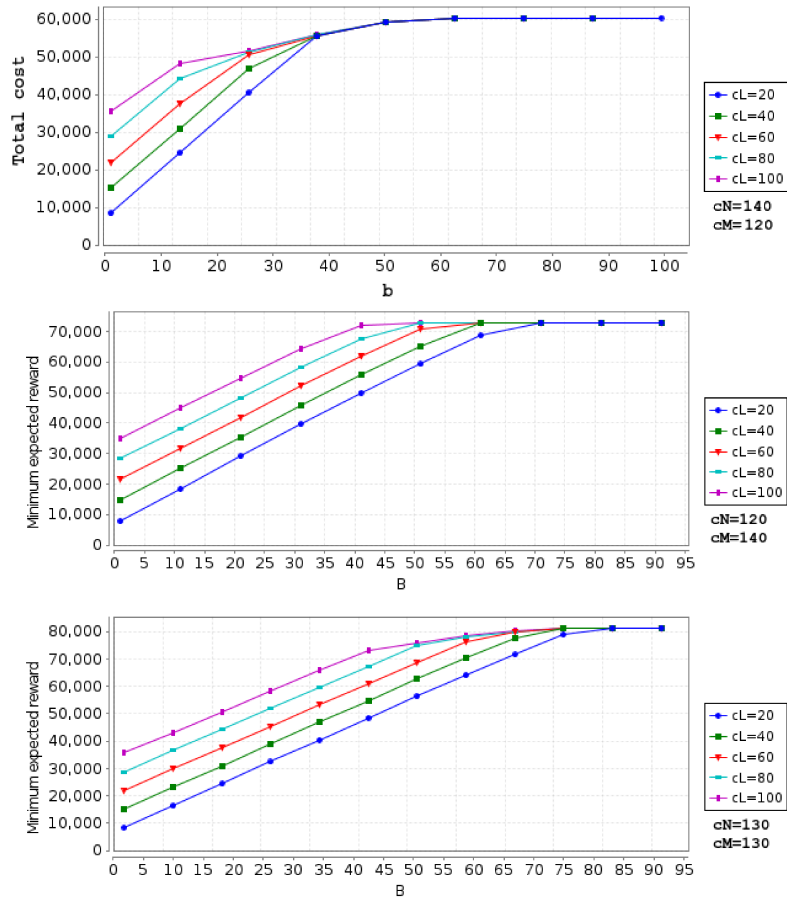 60,000
50,000
40,000
30,000
20,000
10,000
0
Total cost
0 10 20 30 40 50 60 70 80 90 100
b
cL=20
cL=40
cL=60
cL=80
cL=100
cN=140
cM=120
70,000
60,000
50,000
40,000
30,000
20,000
10,000
0
Minimum expected reward
0 5 10 15 20 25 30 35 40 45 50 55 60 65 70 75 80 85 90 95
B
cL=20
cL=40
cL=60
cL=80
cL=100
cN=120
cM=140
80,000
70,000
60,000
50,000
40,000
30,000
20,000
10,000
0
Minimum expected reward
0 5 10 15 20 25 30 35 40 45 50 55 60 65 70 75 80 85 90 95
B
cL=20
cL=40
cL=60
cL=80
cL=100
cN=130
cM=130